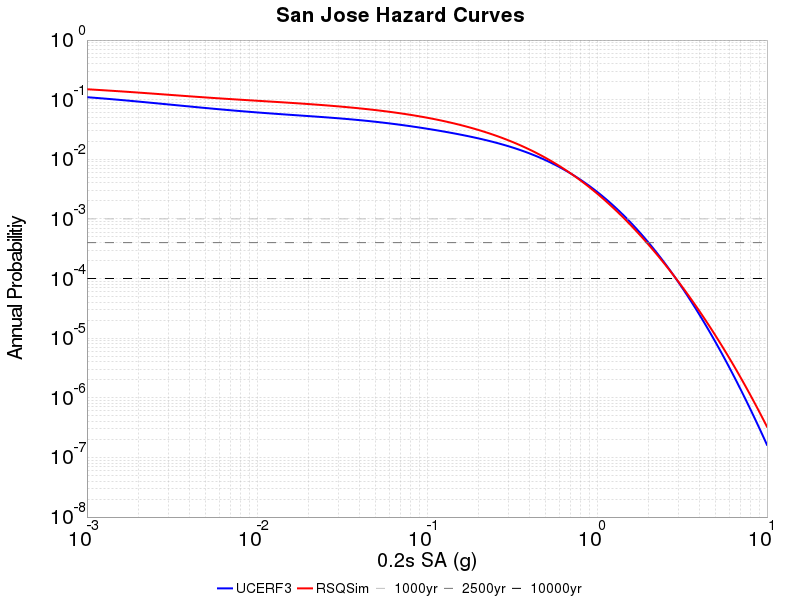 San Jose Hazard Curves
10^0
10^-1
10^-2
10^-3
10^-4
10^-5
10^-6
10^-7
10^-8
Annual Probabilitiy
10^-3 10^-2 10^-1 10^0 10^1
0.2s SA (g)
UCERF3 RSQSim 1000yr 2500yr 10000yr